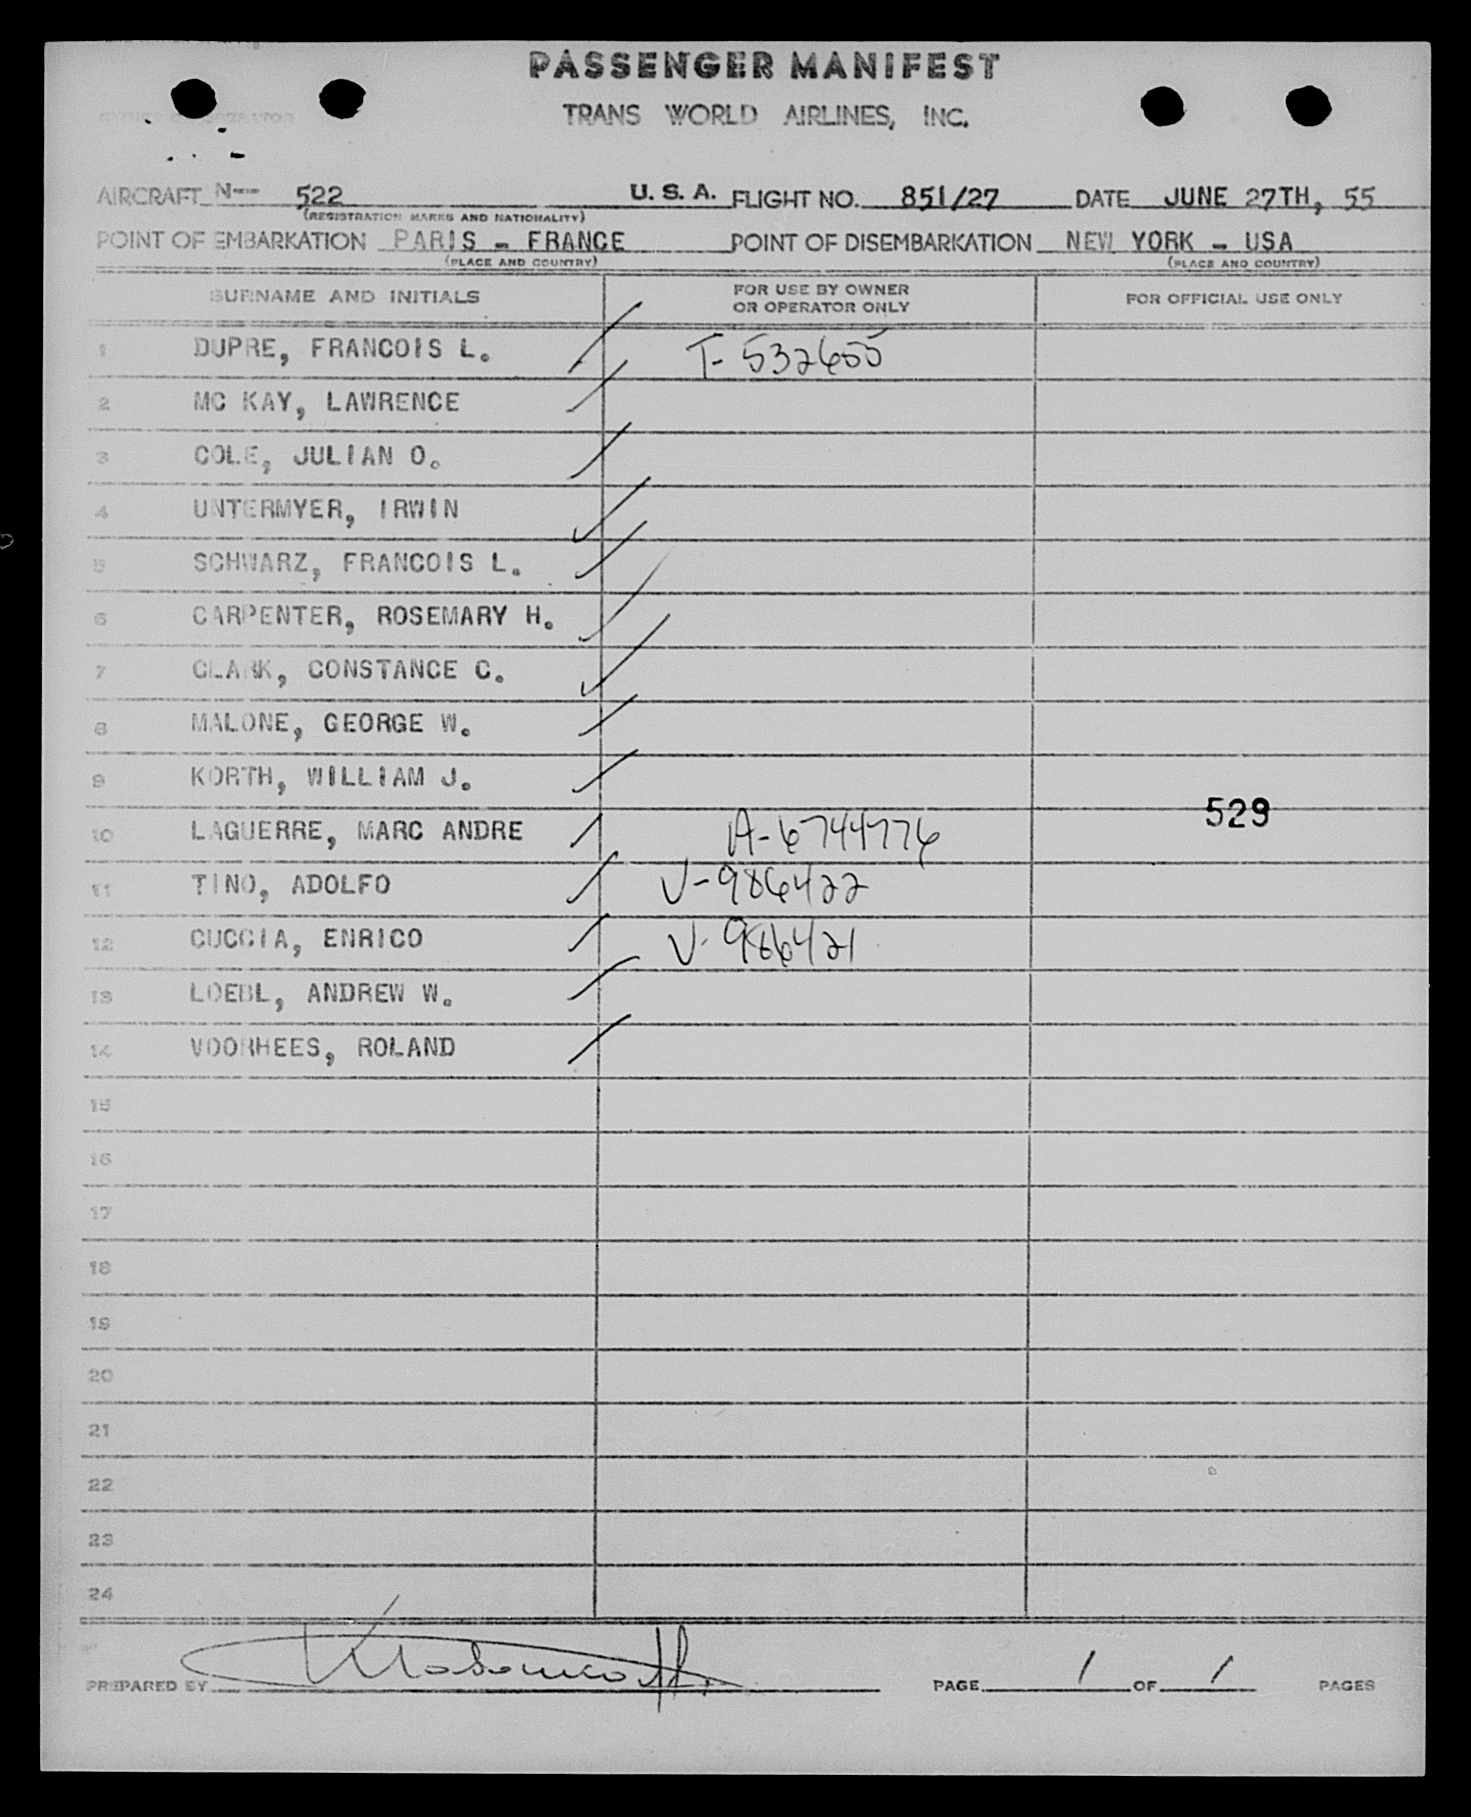 PASSENGER MANIFEST
TRANS WORLD AIRLINES, INC.
AIRCRAFT N-- 522 U. S. A. FLIGHT NO. 851/27 DATE JUNE 27TH, 55
(REGISTRATION MARKS AND NATIONALITY)
POINT OF EMBARKATION PARIS - FRANCE POINT OF DISEMBARKATION NEW YORK - USA
(PLACE AND COUNTRY) (PLACE AND COUNTRY)
SURNAME AND INITIALS FOR USE BY OWNER OR OPERATOR ONLY FOR OFFICIAL USE ONLY
1 DUPRE, FRANCOIS L. T- 532655
2 MC KAY, LAWRENCE
3 COLE, JULIAN O.
4 UNTERMYER, IRWIN
5 SCHWARZ, FRANCOIS L.
6 CARPENTER, ROSEMARY H.
7 CLARK, CONSTANCE C.
8 MALONE, GEORGE W.
9 KORTH, WILLIAM J.
529
10 LAGUERRE, MARC ANDRE A-6744776
11 TINO, ADOLFO V-986422
12 CUCCIA, ENRICO V-986421
13 LOEBL, ANDREW W.
14 VOORHEES, ROLAND
15
16
17
18
19
20
21
22
23
24
PREPARED BY PAGE 1 OF 1 PAGES